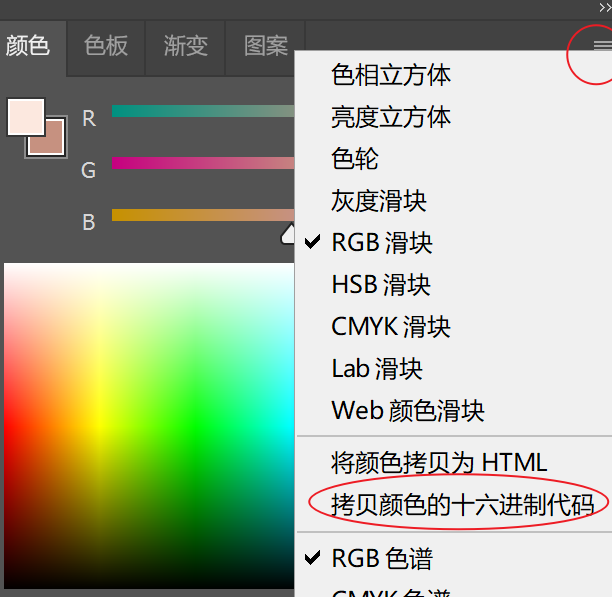 颜色 色板 渐变 图案
R
G
B
色相立方体
亮度立方体
色轮
灰度滑块
RGB 滑块
HSB 滑块
CMYK 滑块
Lab 滑块
Web 颜色滑块
将颜色拷贝为 HTML
拷贝颜色的十六进制代码
RGB 色谱
CMYK 色谱